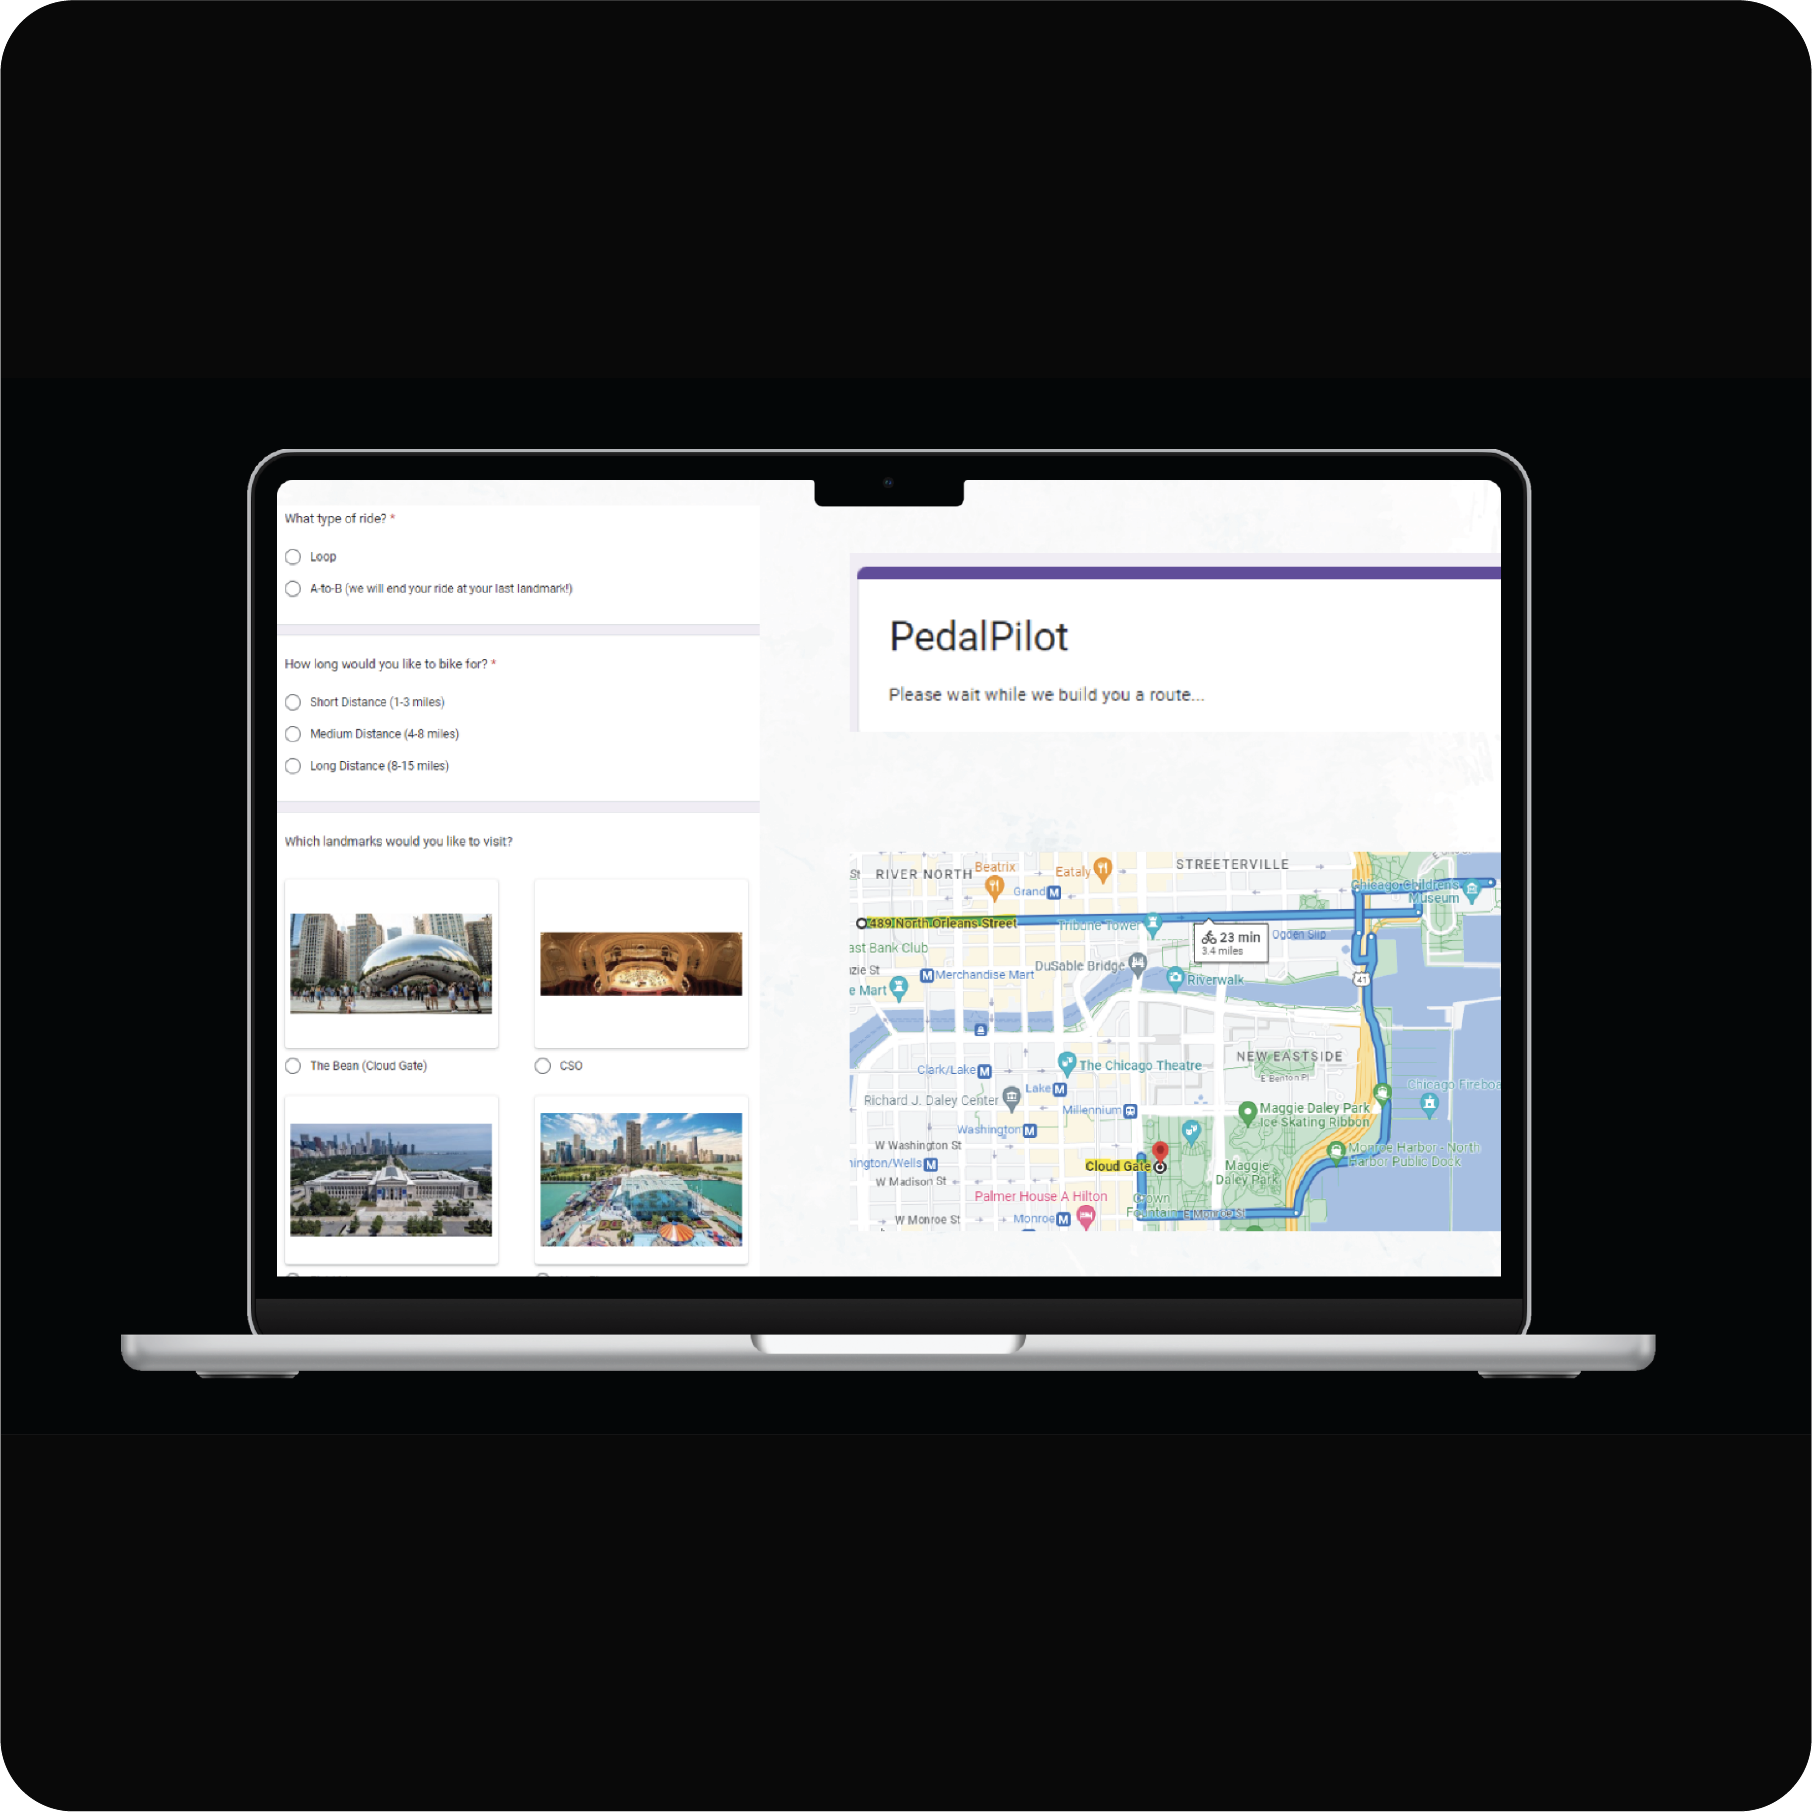 What type of ride? *
Loop
A-to-B (we will end your ride at your last landmark!)
How long would you like to bike for? *
Short Distance (1-3 miles)
Medium Distance (4-8 miles)
Long Distance (8-15 miles)
Which landmarks would you like to visit?
The Bean (Cloud Gate)
CSO
PedalPilot
Please wait while we build you a route...
St
RIVER NORTH
Beatrix
Eataly
STREETERVILLE
Grand M
Chicago Children's
Museum
489 North Orleans Street
Tribune Tower
23 min
3.4 miles
Ogden Slip
ast Bank Club
zie St
M Merchandise Mart
DuSable Bridge
Riverwalk
41
e Mart
NEW EASTSIDE
The Chicago Theatre
Clark/Lake M
E Benton Pl
Lake M
Chicago Fireboa
Richard J. Daley Center
Millennium
Maggie Daley Park
Ice Skating Ribbon
Washington M
W Washington St
Monroe Harbor - North
Harbor Public Dock
hington/Wells M
Cloud Gate
Maggie
Daley Park
W Madison St
Palmer House A Hilton
Crown
Fountain
E Monroe St
W Monroe St
Monroe M